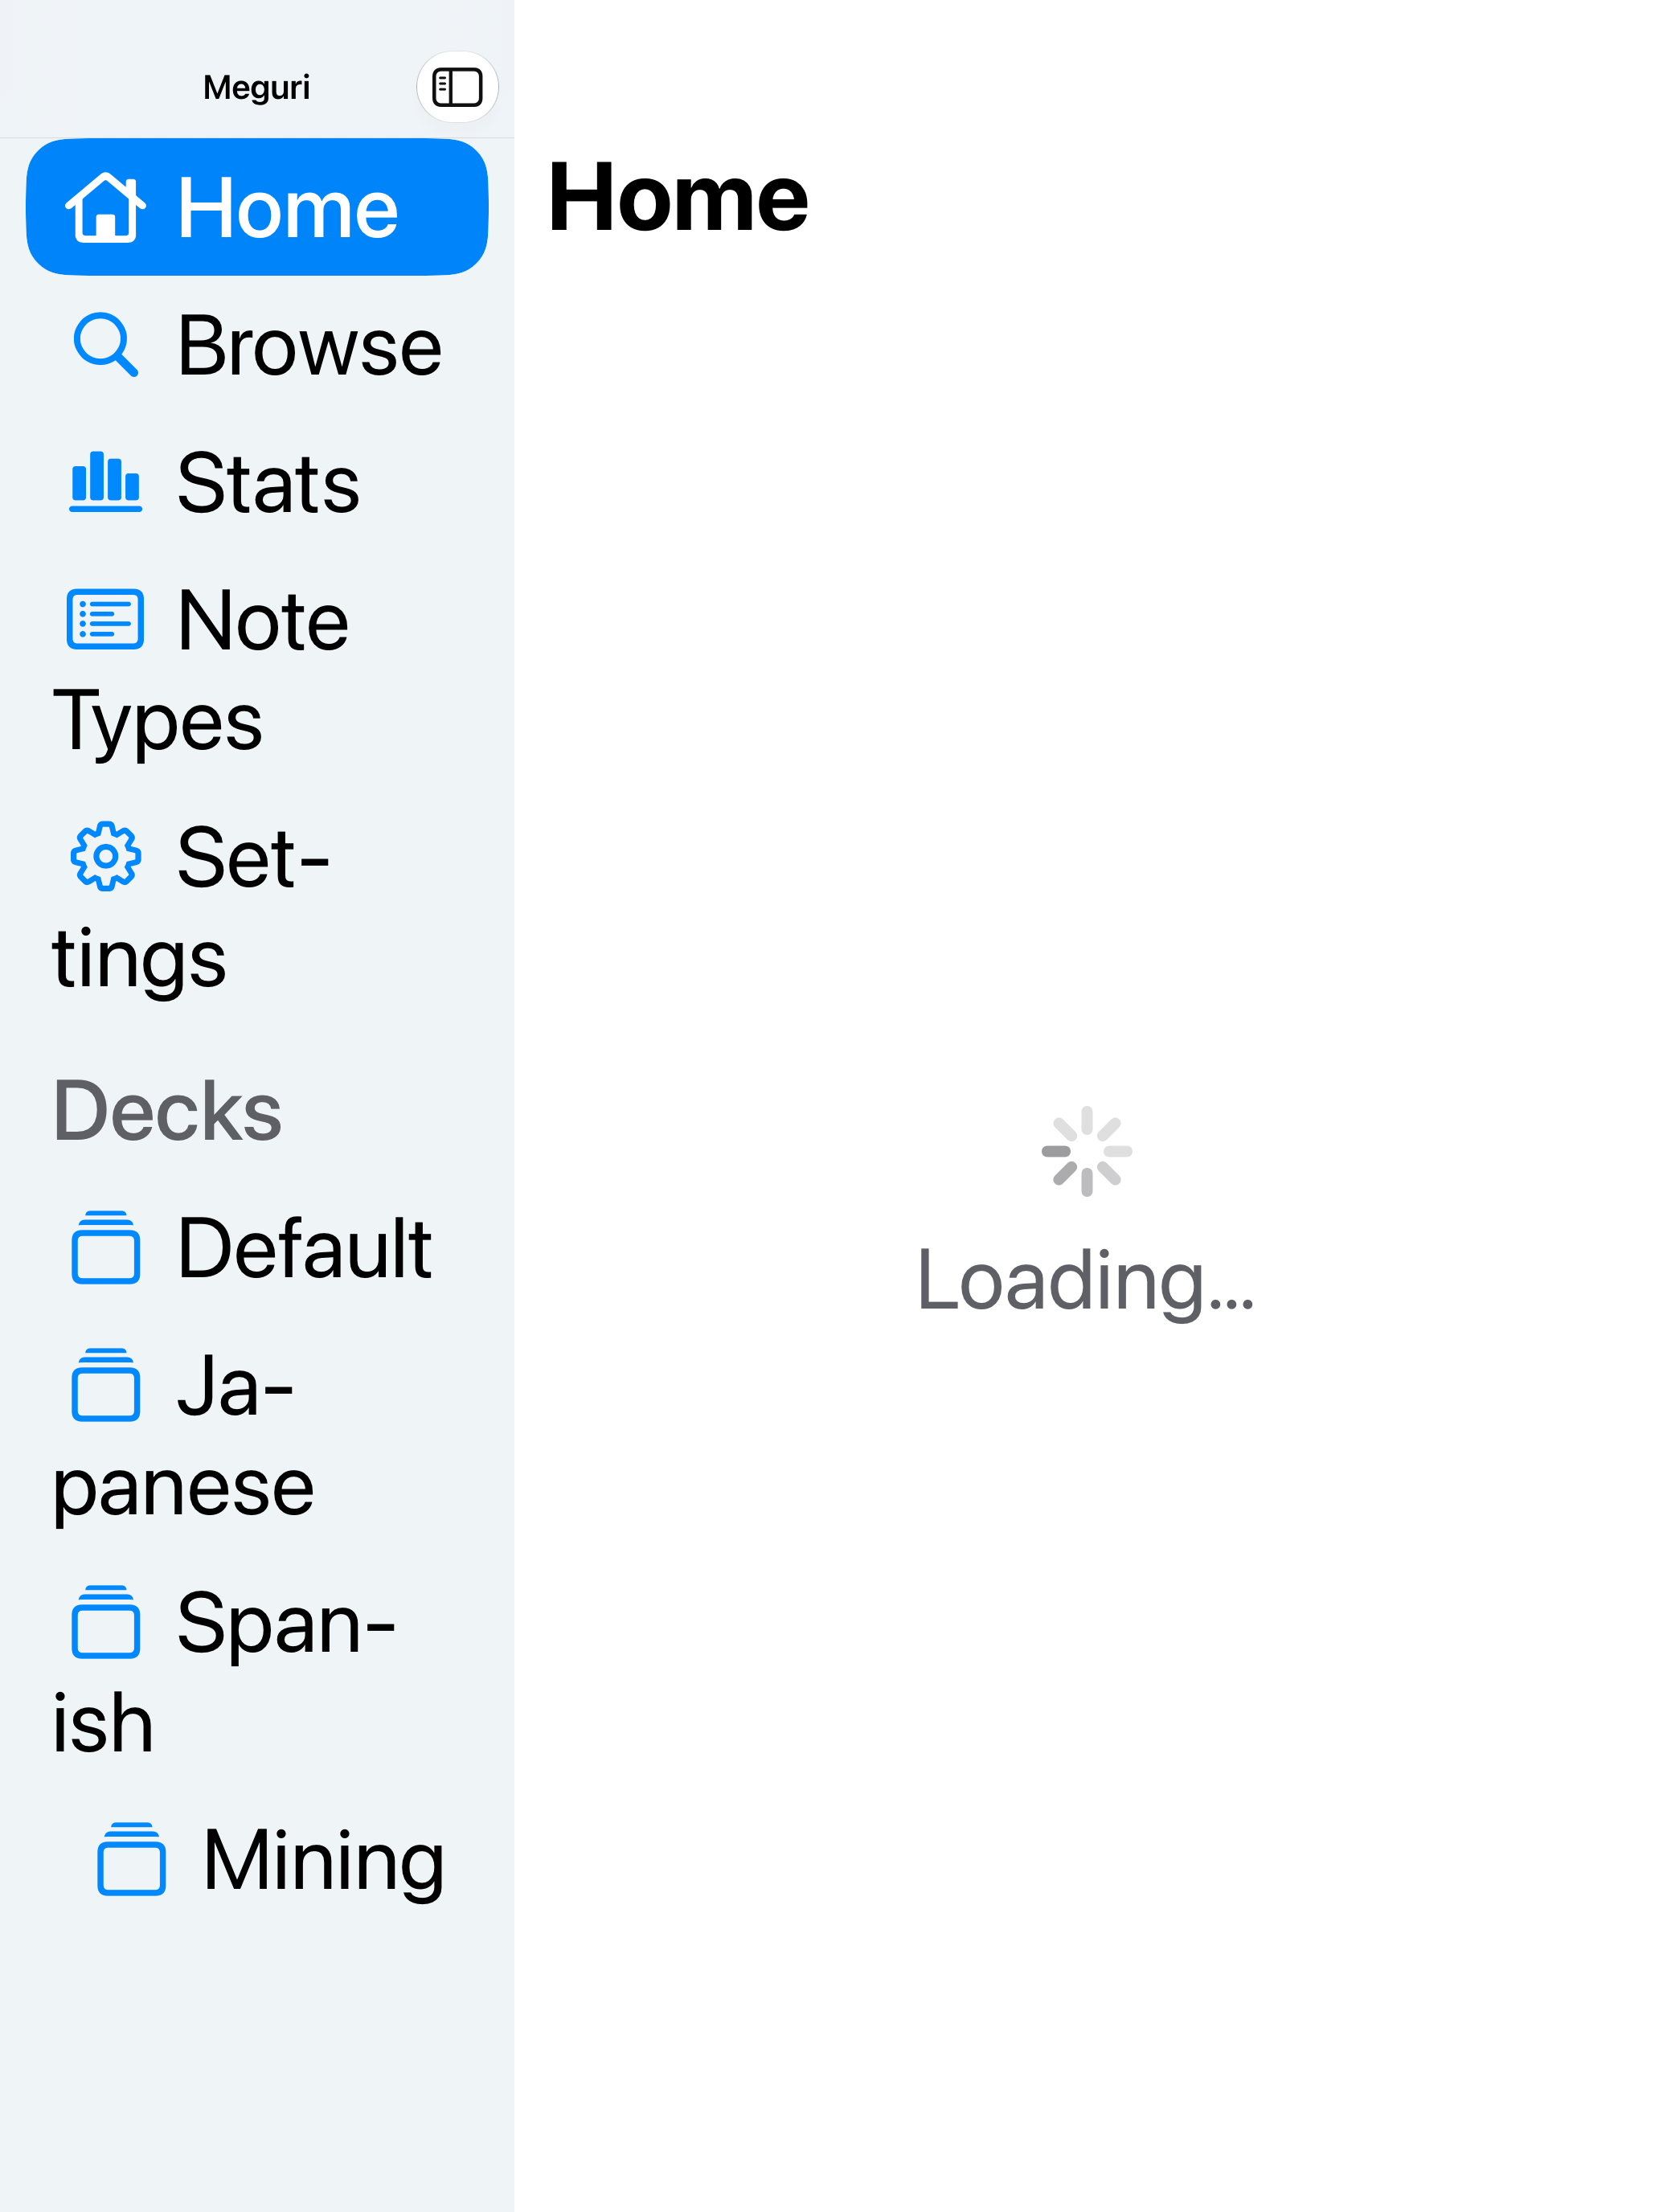 Meguri
Home
Browse
Stats
Note
Types
Set-
tings
Decks
Default
Ja-
panese
Span-
ish
Mining
Home
Loading...